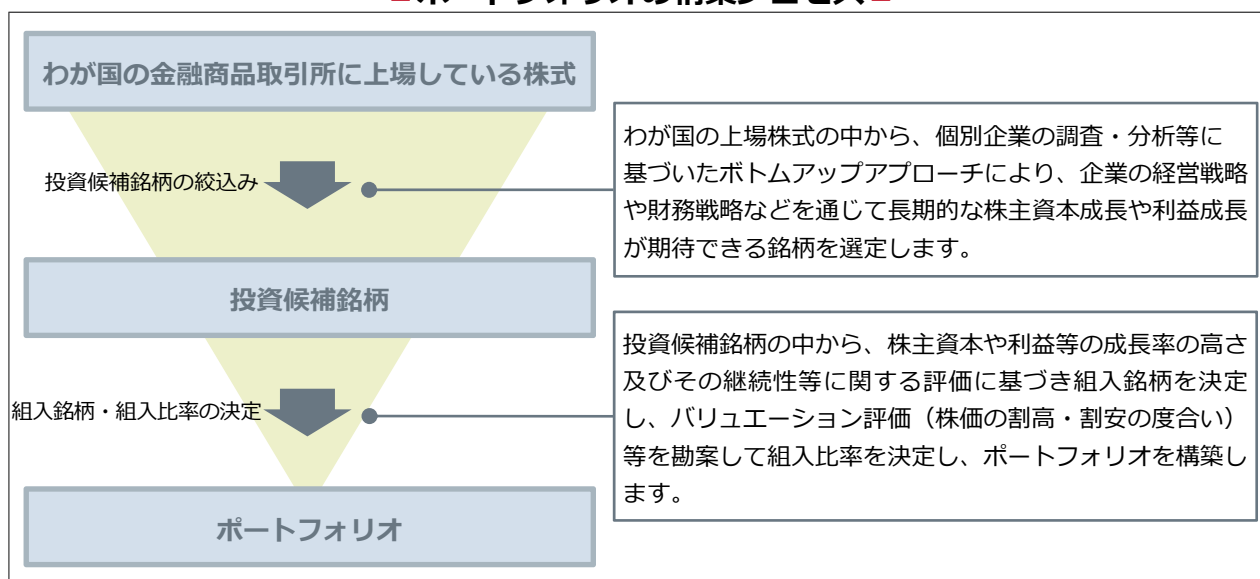 わが国の金融商品取引所に上場している株式
投資候補銘柄の絞込み
わが国の上場株式の中から、個別企業の調査・分析等に
基づいたボトムアップアプローチにより、企業の経営戦略
や財務戦略などを通じて長期的な株主資本成長や利益成長
が期待できる銘柄を選定します。
投資候補銘柄
組入銘柄・組入比率の決定
投資候補銘柄の中から、株主資本や利益等の成長率の高さ
及びその継続性等に関する評価に基づき組入銘柄を決定
し、バリュエーション評価（株価の割高・割安の度合い）
等を勘案して組入比率を決定し、ポートフォリオを構築し
ます。
ポートフォリオ